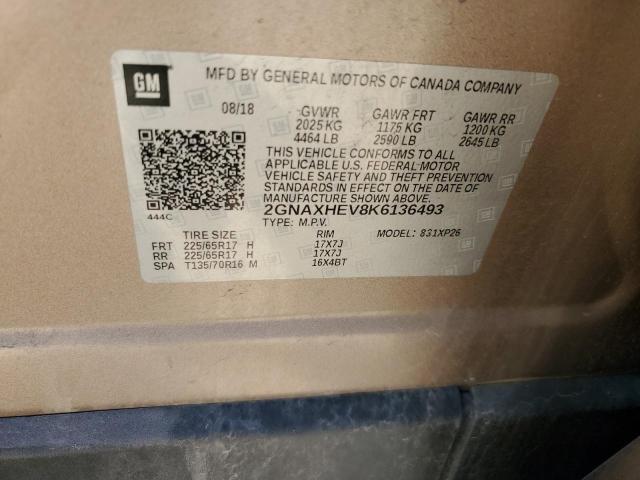 GM
MFD BY GENERAL MOTORS OF CANADA COMPANY
08/18 GVWR GAWR FRT GAWR RR
2025 KG 1175 KG 1200 KG
4464 LB 2590 LB 2645 LB
THIS VEHICLE CONFORMS TO ALL
APPLICABLE U.S. FEDERAL MOTOR
VEHICLE SAFETY AND THEFT PREVENTION
STANDARDS IN EFFECT ON THE DATE OF
MANUFACTURE SHOWN ABOVE.
444C 2GNAXHEV8K6136493
TYPE: M.P.V. MODEL: 831XP26
TIRE SIZE RIM
FRT 225/65R17 H 17X7J
RR 225/65R17 H 17X7J
SPA T135/70R16 M 16X4BT